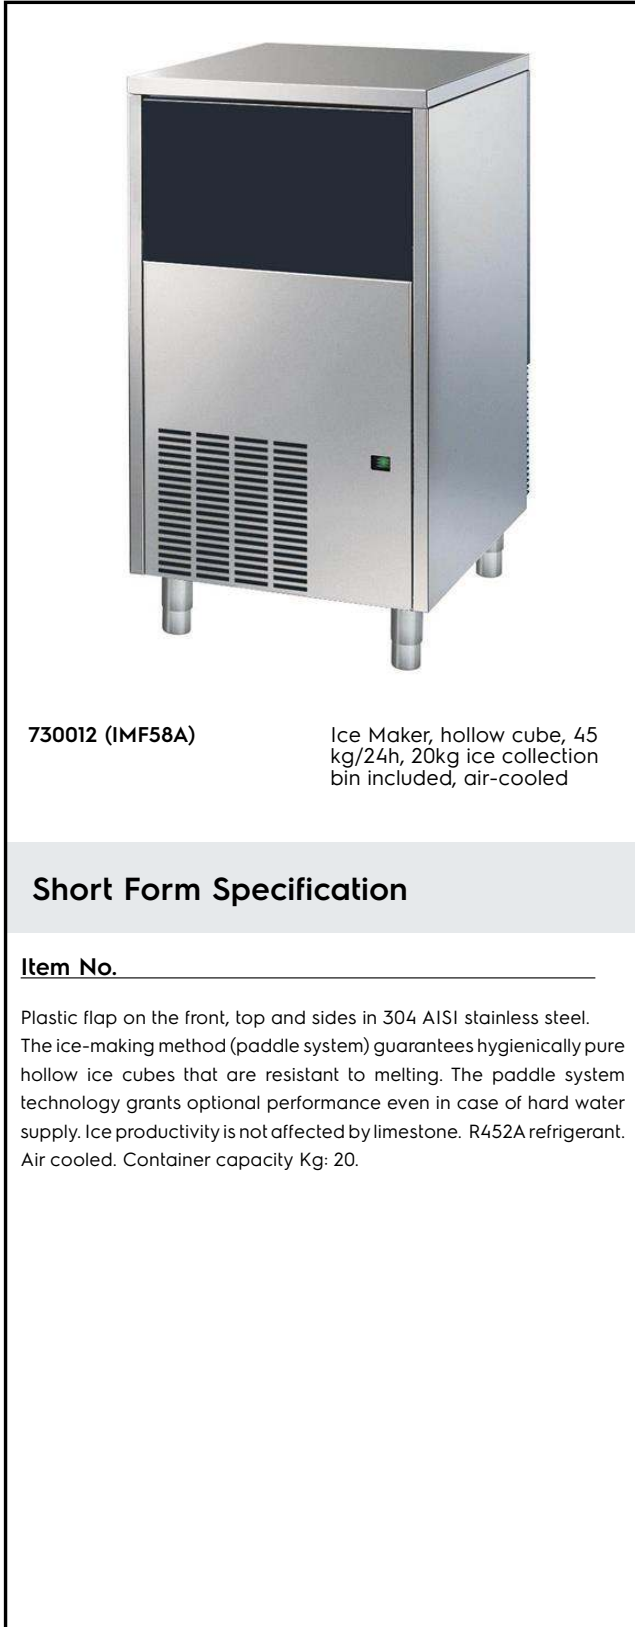 730012 (IMF58A)
Ice Maker, hollow cube, 45
kg/24h, 20kg ice collection
bin included, air-cooled
Short Form Specification
Item No.
Plastic flap on the front, top and sides in 304 AISI stainless steel.
The ice-making method (paddle system) guarantees hygienically pure
hollow ice cubes that are resistant to melting. The paddle system
technology grants optional performance even in case of hard water
supply. Ice productivity is not affected by limestone. R452A refrigerant.
Air cooled. Container capacity Kg: 20.